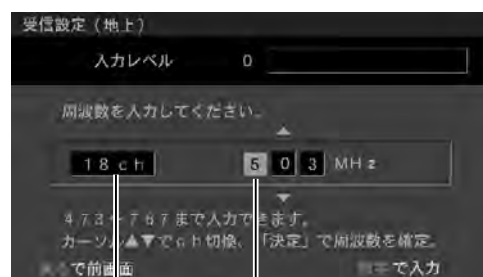 受信設定（地上）
入力レベル 0
周波数を入力してください。
18ch 503 MHz
473～767まで入力できます。
カーソル▲▼でch切換、「決定」で周波数を確定。
で前画面 で入力